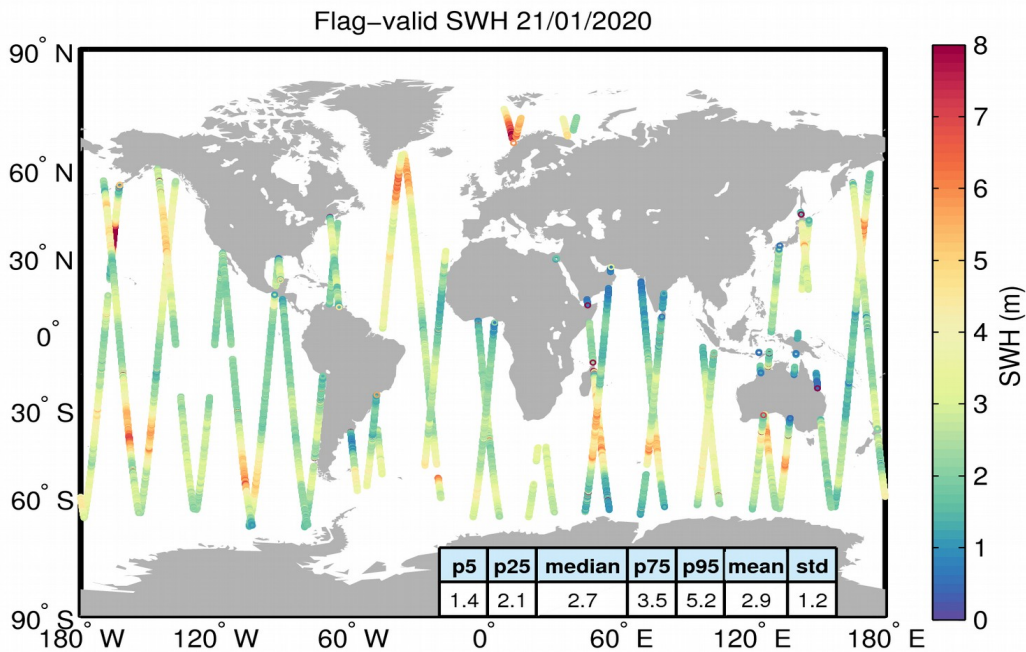 Flag−valid SWH 21/01/2020
90° N
60° N
30° N
0°
30° S
60° S
90° S
180° W
120° W
60° W
0°
60° E
120° E
180° E
8
7
6
5
4
3
2
1
0
SWH (m)
p5 p25 median p75 p95 mean std
1.4 2.1 2.7 3.5 5.2 2.9 1.2